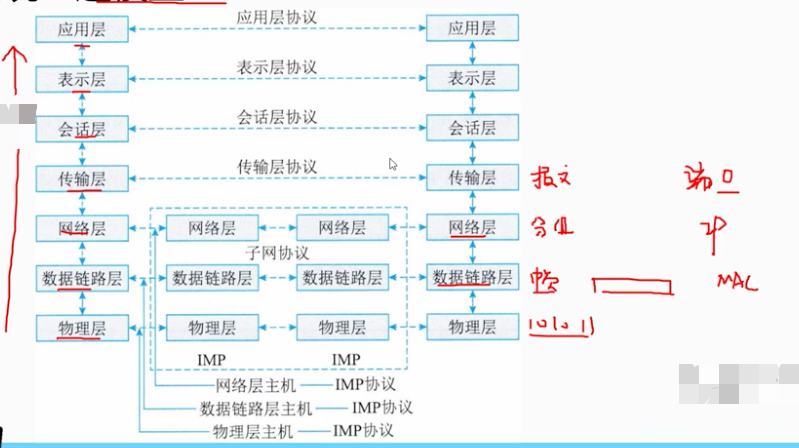 应用层 应用层协议 应用层
表示层 表示层协议 表示层
会话层 会话层协议 会话层
传输层 传输层协议 传输层 报文 端口
网络层 网络层 网络层 网络层 分组 IP
子网协议
数据链路层 数据链路层 数据链路层 数据链路层 帧 MAC
物理层 物理层 物理层 物理层 101011
IMP IMP
网络层主机 IMP协议
数据链路层主机 IMP协议
物理层主机 IMP协议